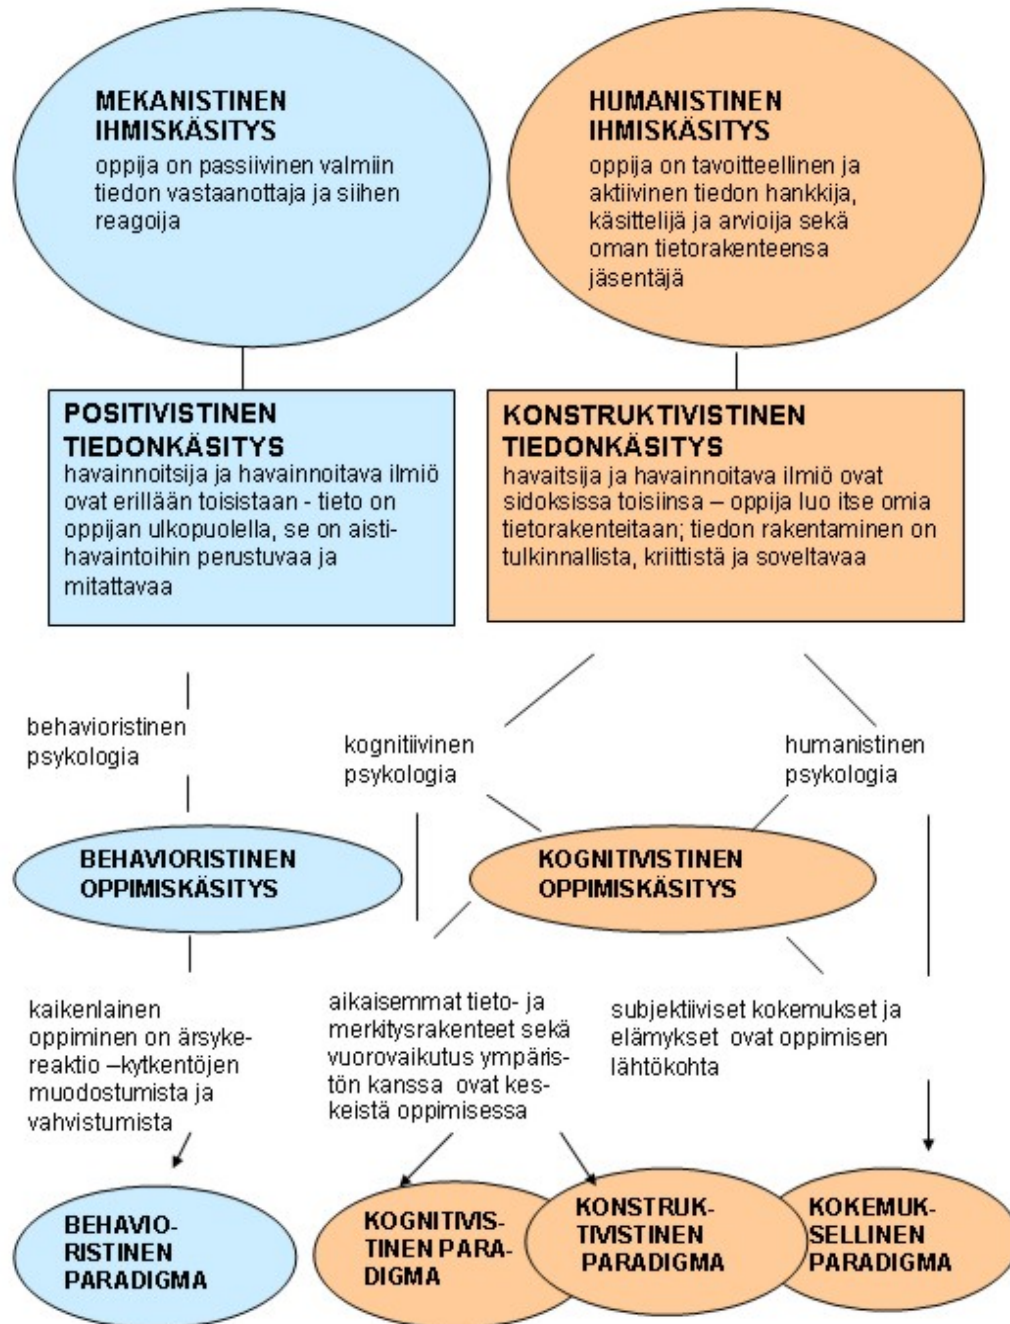 MEKANISTINEN
IHMISKÄSITYS
oppija on passiivinen valmiin
tiedon vastaanottaja ja siihen
reagoija
HUMANISTINEN
IHMISKÄSITYS
oppija on tavoitteellinen ja
aktiivinen tiedon hankkija,
käsittelijä ja arvioija sekä
oman tietorakenteensa
jäsentäjä
POSITIVISTINEN
TIEDONKÄSITYS
havainnoitsija ja havainnoitava ilmiö
ovat erillään toisistaan - tieto on
oppijan ulkopuolella, se on aisti-
havaintoihin perustuvaa ja
mitattavaa
KONSTRUKTIVISTINEN
TIEDONKÄSITYS
havaitsija ja havainnoitava ilmiö ovat
sidoksissa toisiinsa – oppija luo itse omia
tietorakenteitaan; tiedon rakentaminen on
tulkinnallista, kriittistä ja soveltavaa
behavioristinen
psykologia
kognitiivinen
psykologia
humanistinen
psykologia
BEHAVIORISTINEN
OPPIMISKÄSITYS
KOGNITIVISTINEN
OPPIMISKÄSITYS
kaikenlainen
oppiminen on ärsyke-
reaktio –kytkentöjen
muodostumista ja
vahvistumista
aikaisemmat tieto- ja
merkitysrakenteet sekä
vuorovaikutus ympäris-
tön kanssa ovat kes-
keistä oppimisessa
subjektiiviset kokemukset ja
elämykset ovat oppimisen
lähtökohta
BEHAVIO-
RISTINEN
PARADIGMA
KOGNITIVIS-
TINEN PARA-
DIGMA
KONSTRUK-
TIVISTINEN
PARADIGMA
KOKEMUK-
SELLINEN
PARADIGMA